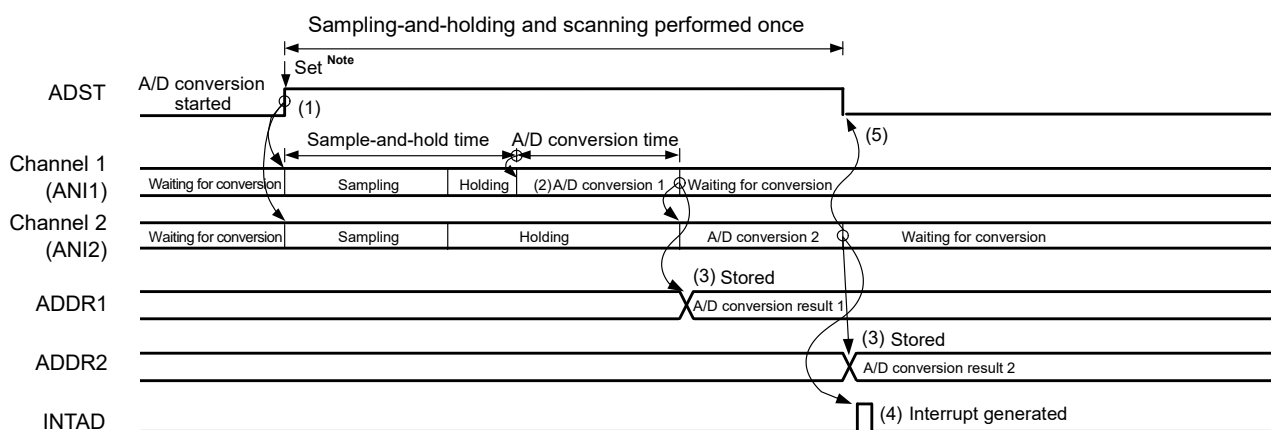 Sampling-and-holding and scanning performed once
Set Note
ADST
A/D conversion
started
(1)
(5)
Sample-and-hold time
A/D conversion time
Channel 1
(ANI1)
Waiting for conversion
Sampling
Holding
(2)A/D conversion 1
Waiting for conversion
Channel 2
(ANI2)
Waiting for conversion
Sampling
Holding
A/D conversion 2
Waiting for conversion
(3) Stored
ADDR1
A/D conversion result 1
(3) Stored
ADDR2
A/D conversion result 2
INTAD
(4) Interrupt generated